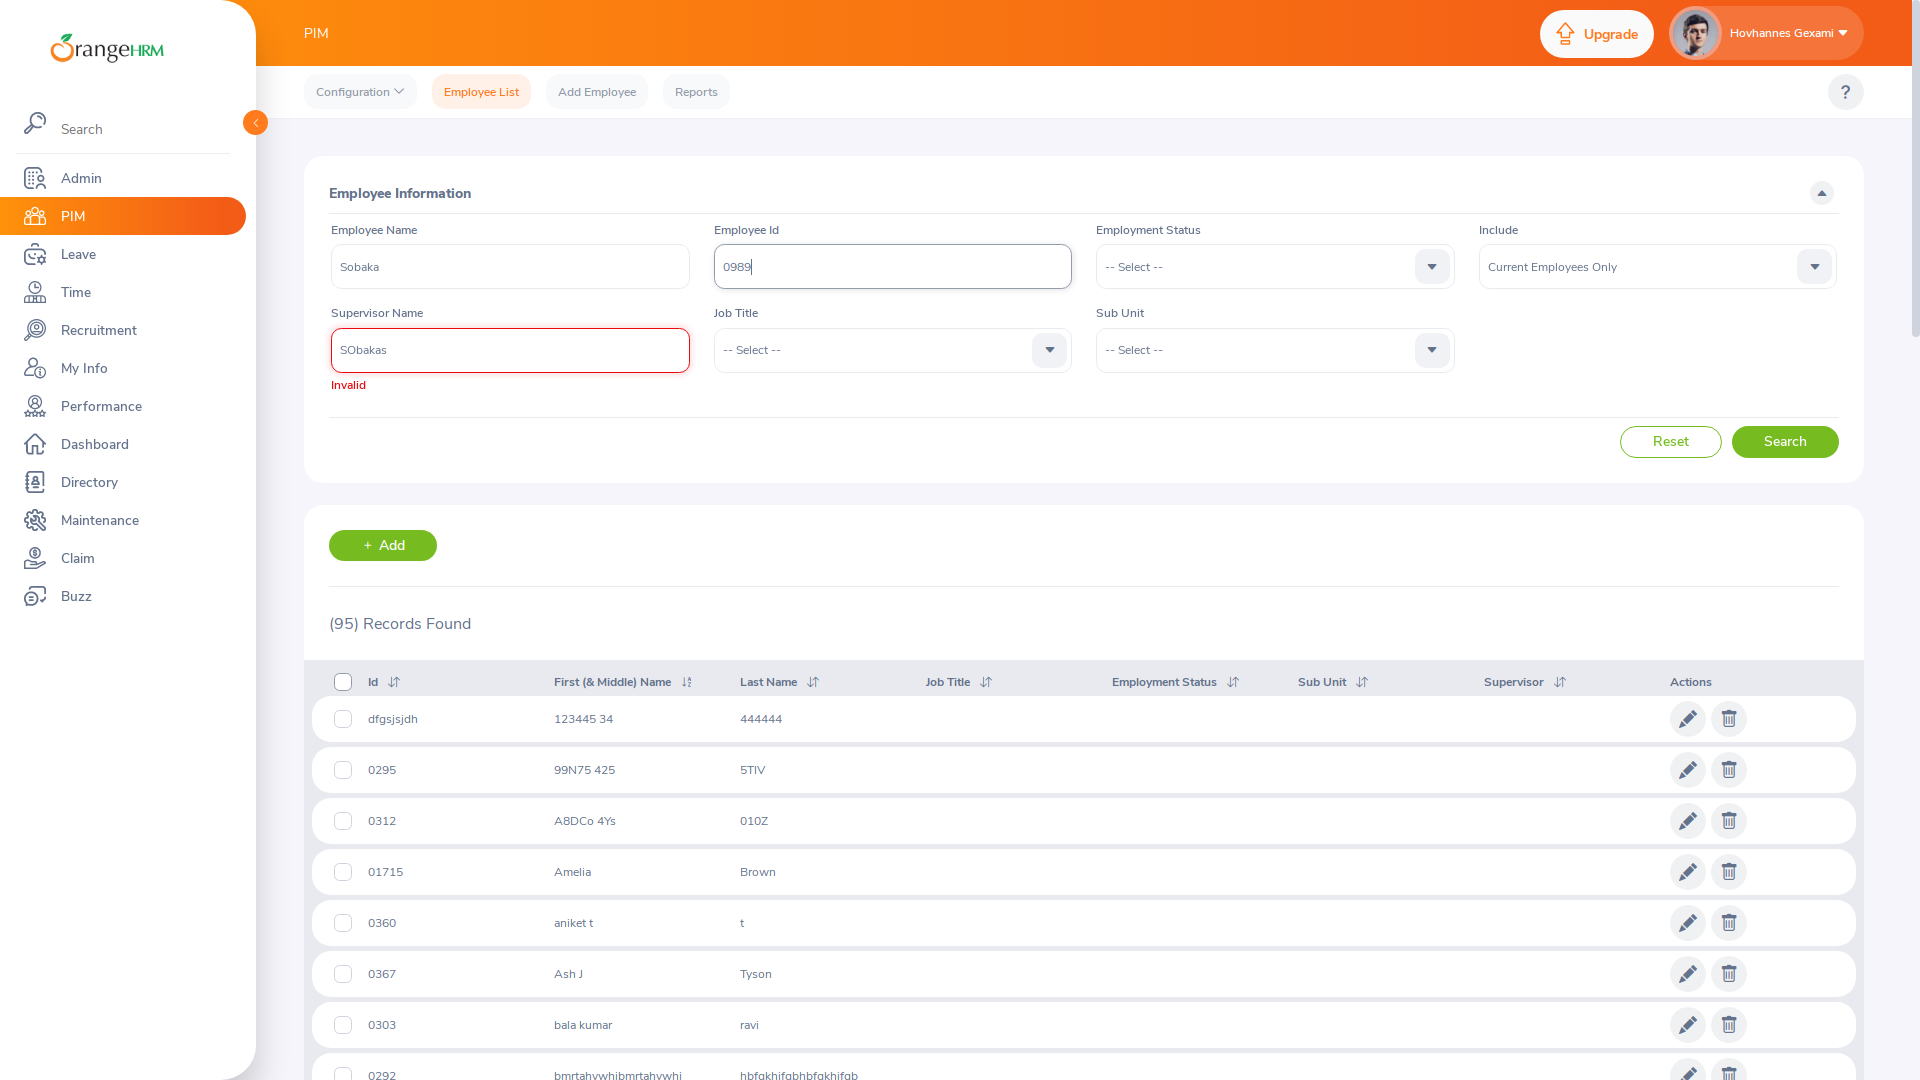 OrangeHRM
PIM
Upgrade
Hovhannes Gexami
Configuration
Employee List
Add Employee
Reports
?
Search
Admin
PIM
Leave
Time
Recruitment
My Info
Performance
Dashboard
Directory
Maintenance
Claim
Buzz
Employee Information
Employee Name
Employee Id
Employment Status
Include
Sobaka
0989
-- Select --
Current Employees Only
Supervisor Name
Job Title
Sub Unit
SObakas
-- Select --
-- Select --
Invalid
Reset
Search
+ Add
(95) Records Found
Id First (& Middle) Name Last Name Job Title Employment Status Sub Unit Supervisor Actions
dfgsjsjdh 123445 34 444444
0295 99N75 425 5TIV
0312 A8DCo 4Ys 010Z
01715 Amelia Brown
0360 aniket t t
0367 Ash J Tyson
0303 bala kumar ravi
0292 bmrtahvwhibmrtahvwhi hbfgkhifgbhbfgkhifgb